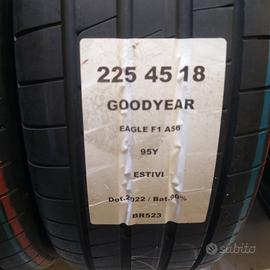 225 45 18
GOODYEAR
EAGLE F1 AS6
95Y
ESTIVI
Dot.2022 / Bat.90%
BR523
subito